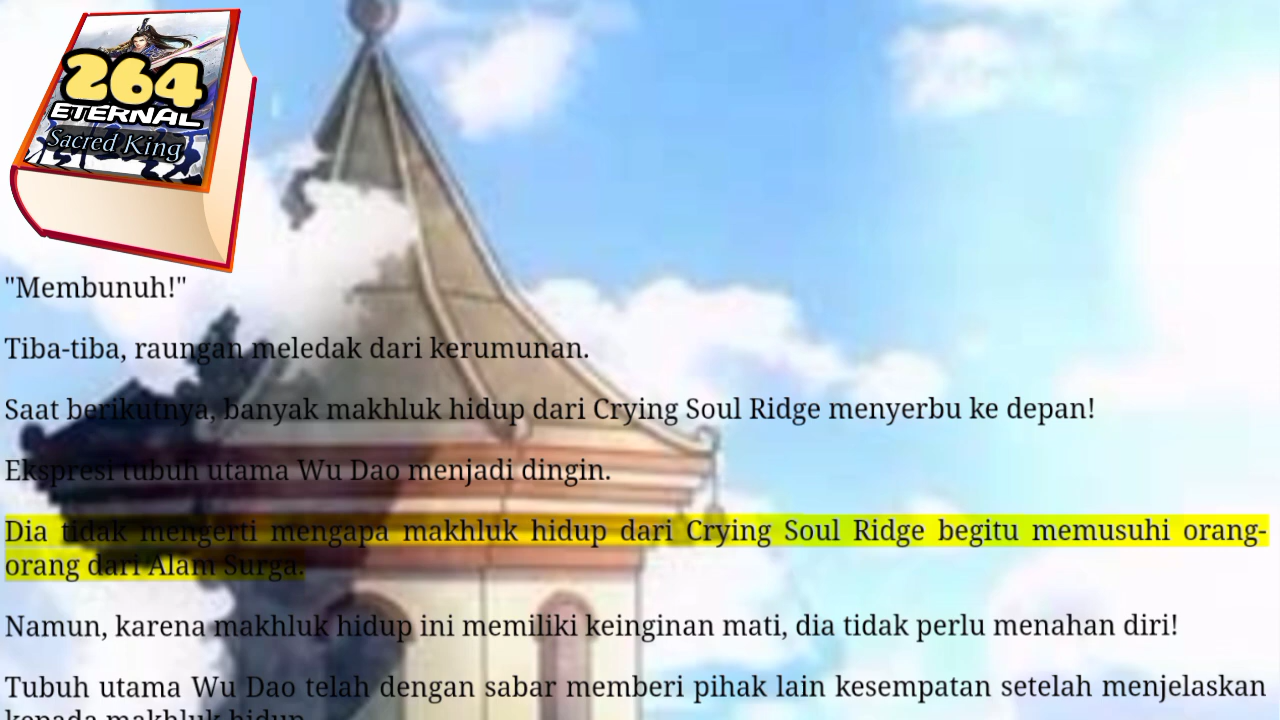 264
ETERNAL
Sacred King
"Membunuh!"
Tiba-tiba, raungan meledak dari kerumunan.
Saat berikutnya, banyak makhluk hidup dari Crying Soul Ridge menyerbu ke depan!
Ekspresi tubuh utama Wu Dao menjadi dingin.
Dia tidak mengerti mengapa makhluk hidup dari Crying Soul Ridge begitu memusuhi orang-
orang dari Alam Surga.
Namun, karena makhluk hidup ini memiliki keinginan mati, dia tidak perlu menahan diri!
Tubuh utama Wu Dao telah dengan sabar memberi pihak lain kesempatan setelah menjelaskan
kepada makhluk hidup